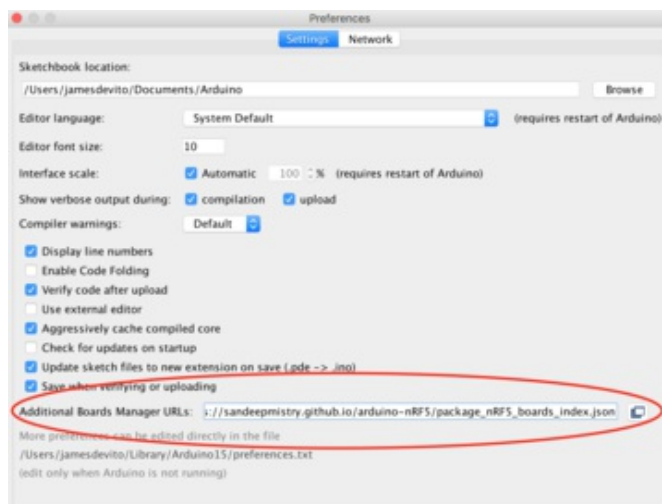 Preferences
Settings Network
Sketchbook location:
/Users/jamesdevito/Documents/Arduino Browse
Editor language: System Default (requires restart of Arduino)
Editor font size: 10
Interface scale: Automatic 100 % (requires restart of Arduino)
Show verbose output during: compilation upload
Compiler warnings: Default
Display line numbers
Enable Code Folding
Verify code after upload
Use external editor
Aggressively cache compiled core
Check for updates on startup
Update sketch files to new extension on save (.pde -> .ino)
Save when verifying or uploading
Additional Boards Manager URLs: s://sandeepmistry.github.io/arduino-nRF5/package_nRF5_boards_index.json
More preferences can be edited directly in the file
/Users/jamesdevito/Library/Arduino15/preferences.txt
(edit only when Arduino is not running)